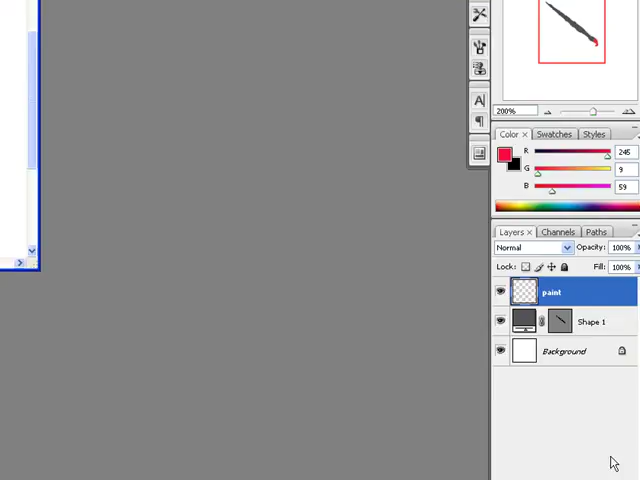 A
¶
200%
Color × Swatches Styles
R 245
G 9
B 59
Layers × Channels Paths
Normal Opacity: 100%
Lock: Fill: 100%
paint
Shape 1
Background